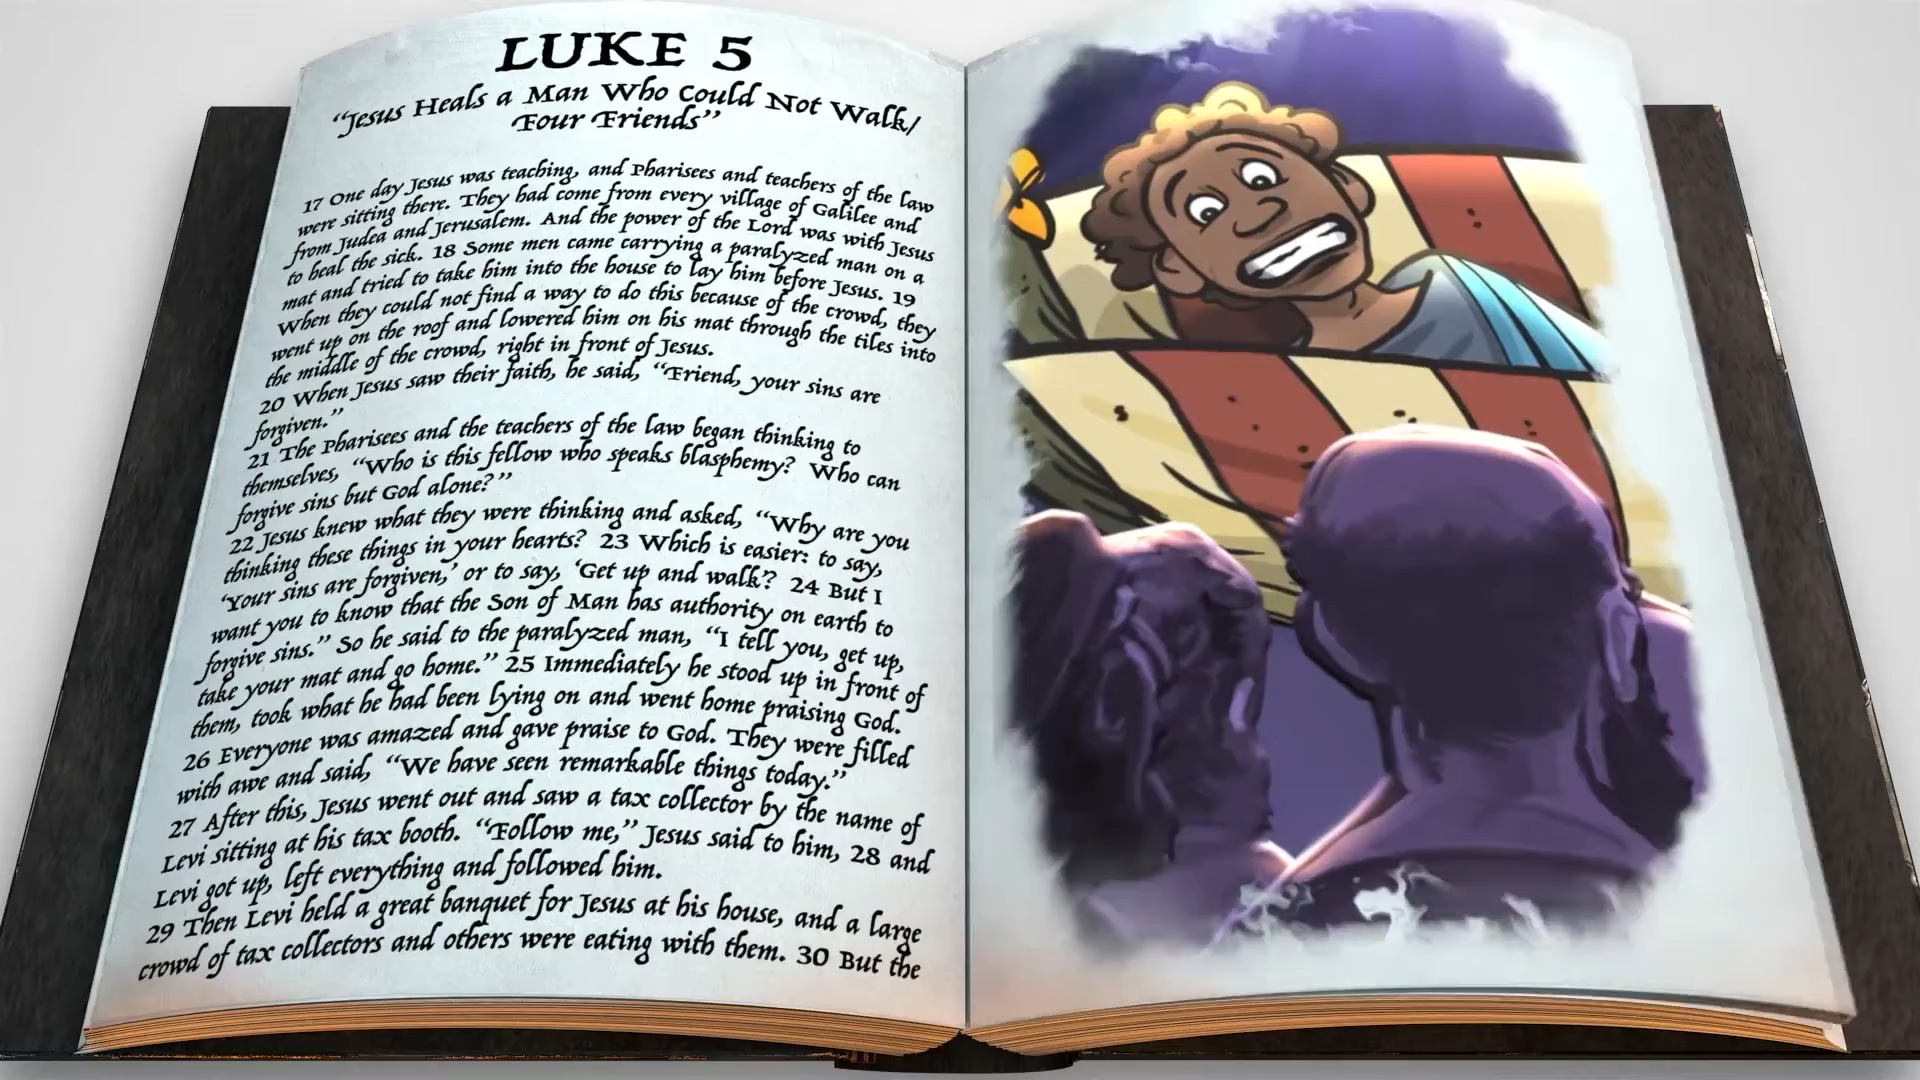 LUKE 5
“Jesus Heals a Man Who Could Not Walk/
Four Friends”
17 One day Jesus was teaching, and Pharisees and teachers of the law
were sitting there. They had come from every village of Galilee and
from Judea and Jerusalem. And the power of the Lord was with Jesus
to heal the sick. 18 Some men came carrying a paralyzed man on a
mat and tried to take him into the house to lay him before Jesus. 19
When they could not find a way to do this because of the crowd, they
went up on the roof and lowered him on his mat through the tiles into
the middle of the crowd, right in front of Jesus.
20 When Jesus saw their faith, he said, “Friend, your sins are
forgiven.”
21 The Pharisees and the teachers of the law began thinking to
themselves, “Who is this fellow who speaks blasphemy? Who can
forgive sins but God alone?”
22 Jesus knew what they were thinking and asked, “Why are you
thinking these things in your hearts? 23 Which is easier: to say,
‘Your sins are forgiven,’ or to say, ‘Get up and walk’? 24 But I
want you to know that the Son of Man has authority on earth to
forgive sins.” So he said to the paralyzed man, “I tell you, get up,
take your mat and go home.” 25 Immediately he stood up in front of
them, took what he had been lying on and went home praising God.
26 Everyone was amazed and gave praise to God. They were filled
with awe and said, “We have seen remarkable things today.”
27 After this, Jesus went out and saw a tax collector by the name of
Levi sitting at his tax booth. “Follow me,” Jesus said to him, 28 and
Levi got up, left everything and followed him.
29 Then Levi held a great banquet for Jesus at his house, and a large
crowd of tax collectors and others were eating with them. 30 But the